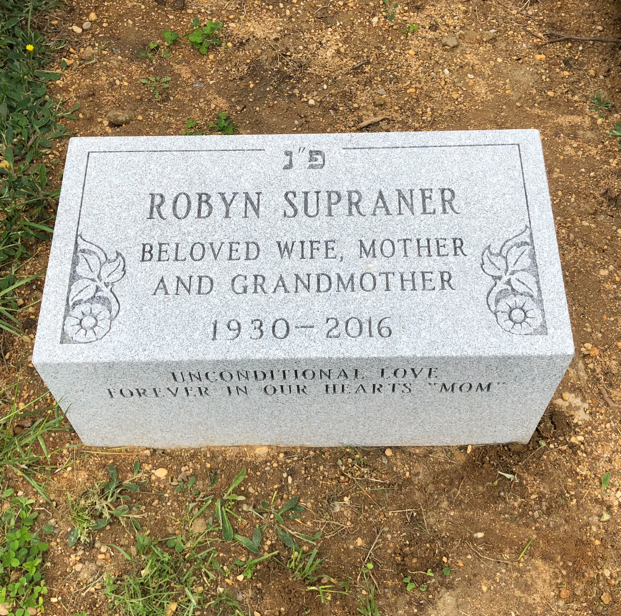 פ״נ
ROBYN SUPRANER
BELOVED WIFE, MOTHER
AND GRANDMOTHER
1930–2016
UNCONDITIONAL LOVE
FOREVER IN OUR HEARTS "MOM"